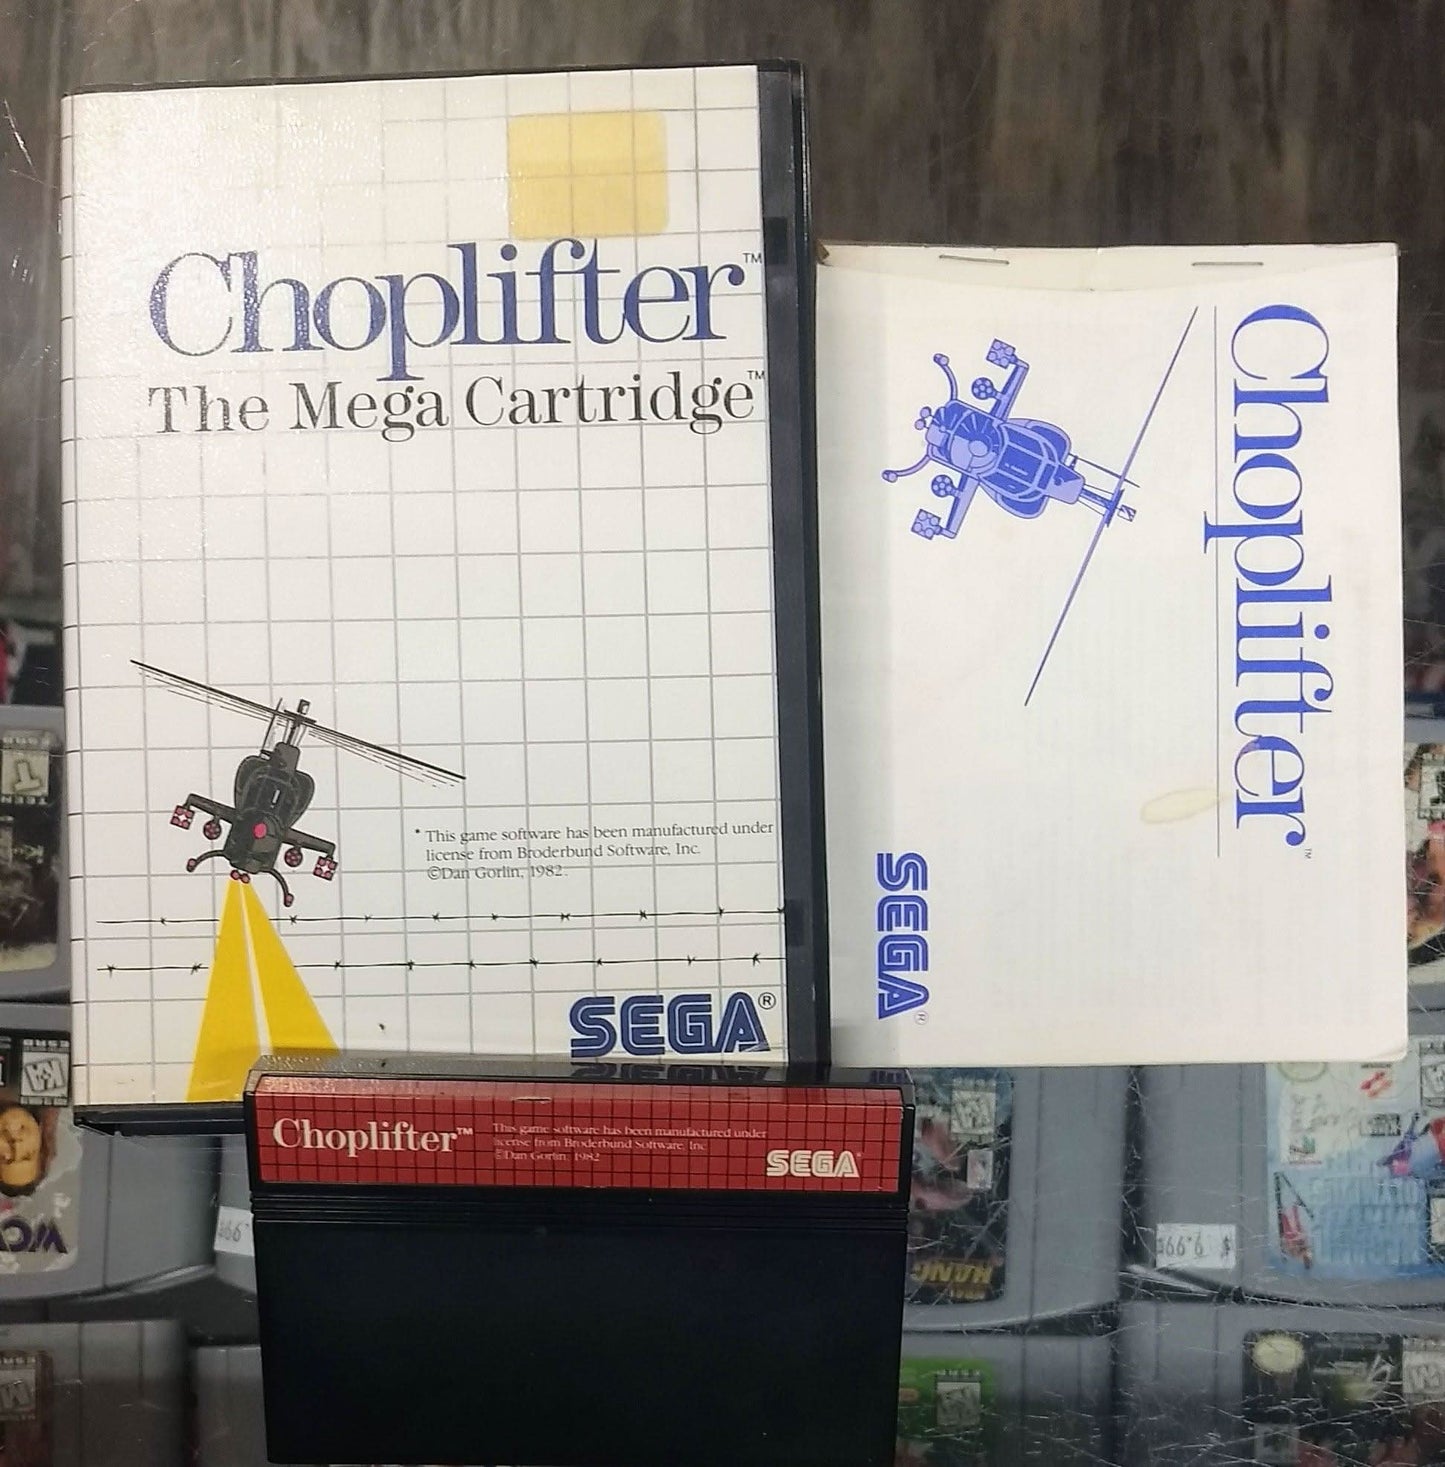 Choplifter™
The Mega Cartridge™
* This game software has been manufactured under
license from Broderbund Software, Inc.
©Dan Gorlin, 1982.
SEGA®
Choplifter™
SEGA®
Choplifter™
This game software has been manufactured under
license from Broderbund Software, Inc
©Dan Gorlin, 1982
SEGA